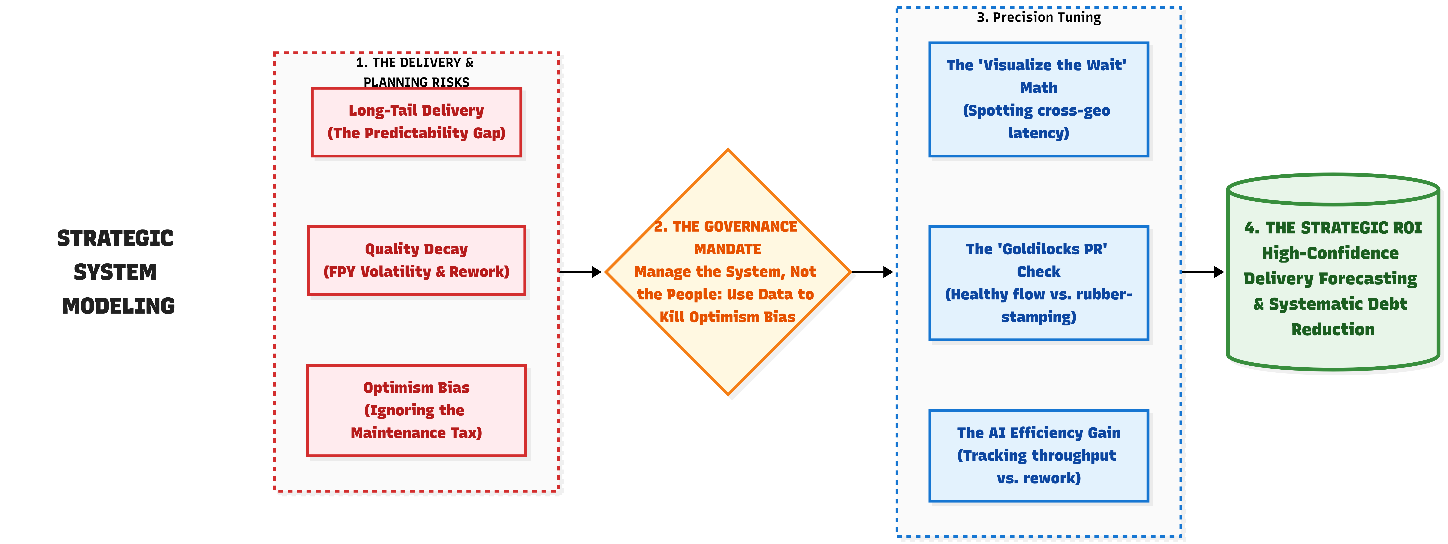 STRATEGIC
SYSTEM
MODELING
1. THE DELIVERY &
PLANNING RISKS
Long-Tail Delivery
(The Predictability Gap)
Quality Decay
(FPY Volatility & Rework)
Optimism Bias
(Ignoring the
Maintenance Tax)
2. THE GOVERNANCE
MANDATE
Manage the System, Not
the People: Use Data to
Kill Optimism Bias
3. Precision Tuning
The 'Visualize the Wait'
Math
(Spotting cross-geo
latency)
The 'Goldilocks PR'
Check
(Healthy flow vs. rubber-
stamping)
The AI Efficiency Gain
(Tracking throughput
vs. rework)
4. THE STRATEGIC ROI
High-Confidence
Delivery Forecasting
& Systematic Debt
Reduction